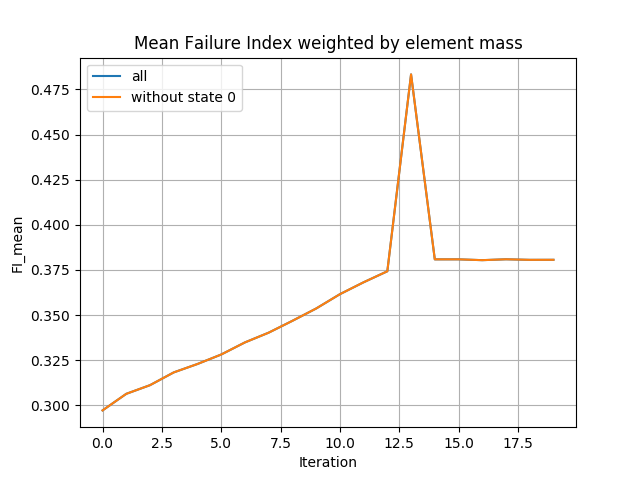 Mean Failure Index weighted by element mass
all
without state 0
0.475
0.450
0.425
0.400
0.375
0.350
0.325
0.300
FI_mean
0.0 2.5 5.0 7.5 10.0 12.5 15.0 17.5
Iteration